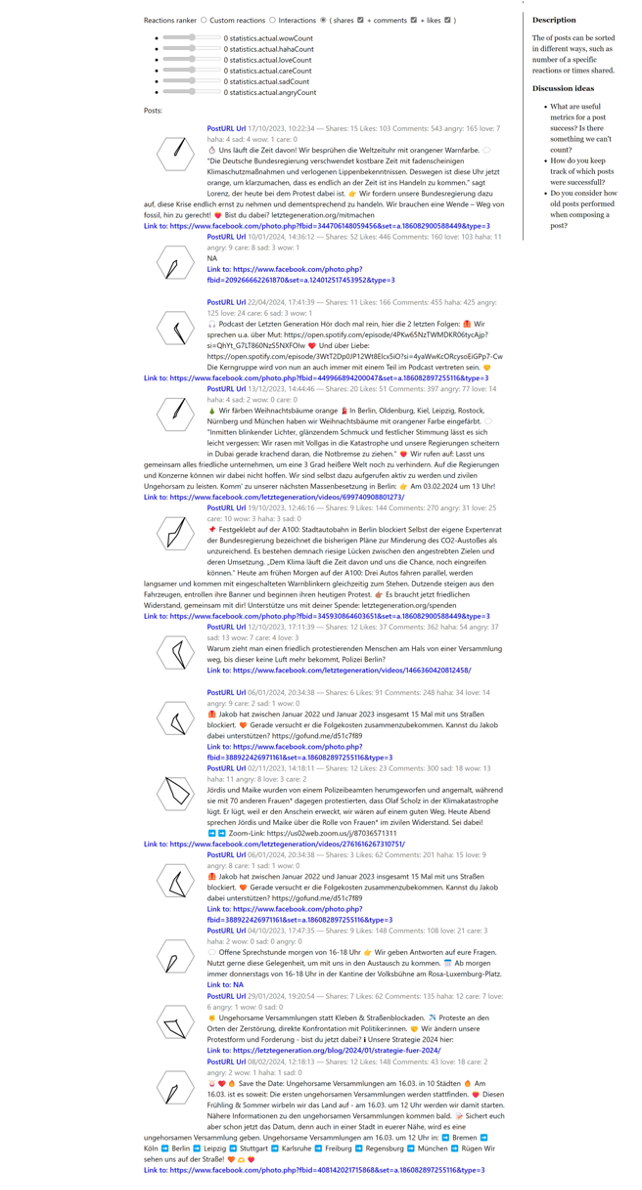 Reactions ranker Custom reactions Interactions ( shares + comments + likes )
0 statistics.actual.wowCount
0 statistics.actual.hahaCount
0 statistics.actual.loveCount
0 statistics.actual.careCount
0 statistics.actual.sadCount
0 statistics.actual.angryCount
Posts:
PostURL Url 17/10/2023, 10:22:34 — Shares: 15 Likes: 103 Comments: 543 angry: 165 love: 7
haha: 4 sad: 4 wow: 1 care: 0
⏱ Uns läuft die Zeit davon! Wir besprühen die Weltzeituhr mit orangener Warnfarbe. 💬
"Die Deutsche Bundesregierung verschwendet kostbare Zeit mit fadenscheinigen
Klimaschutzmaßnahmen und verlogenen Lippenbekenntnissen. Deswegen ist diese Uhr jetzt
orange, um klarzumachen, dass es endlich an der Zeit ist ins Handeln zu kommen." sagt
Lorenz, der heute bei dem Protest dabei ist. 👉 Wir fordern unsere Bundesregierung dazu
auf, diese Krise endlich ernst zu nehmen und dementsprechend zu handeln. Wir brauchen eine Wende – Weg von
fossil, hin zu gerecht! ❤️ Bist du dabei? letztegeneration.org/mitmachen
Link to: https://www.facebook.com/photo.php?fbid=344706148059456&set=a.186082900588449&type=3
PostURL Url 10/01/2024, 14:36:12 — Shares: 52 Likes: 446 Comments: 160 love: 103 haha: 11
angry: 9 care: 8 sad: 3 wow: 1
NA
Link to: https://www.facebook.com/photo.php?
fbid=209266662261870&set=a.124012517453952&type=3
PostURL Url 22/04/2024, 17:41:39 — Shares: 11 Likes: 166 Comments: 455 haha: 425 angry:
125 love: 24 care: 6 sad: 3 wow: 1
🎧 Podcast der Letzten Generation Hör doch mal rein, hier die 2 letzten Folgen: 🦺 Wir
sprechen u.a. über Mut: https://open.spotify.com/episode/4PKw65NzTWMDKR06tycAjp?
si=QhYt_G7LT860NzS5NXFOIw ❤️ Und über Liebe:
https://open.spotify.com/episode/3WtT2Dp0JP12Wt8Elcx5iO?si=4yaWwKcORcysoEiGPp7-Cw
Die Kerngruppe wird von nun an auch immer mit einem Teil im Podcast vertreten sein. 🧡
Link to: https://www.facebook.com/photo.php?fbid=449966894200047&set=a.186082897255116&type=3
PostURL Url 13/12/2023, 14:44:46 — Shares: 20 Likes: 51 Comments: 397 angry: 77 love: 14
haha: 4 sad: 2 wow: 0 care: 0
🎄 Wir färben Weihnachtsbäume orange 🧯 In Berlin, Oldenburg, Kiel, Leipzig, Rostock,
Nürnberg und München haben wir Weihnachtsbäume mit orangener Farbe eingefärbt. 💬
"Inmitten blinkender Lichter, glänzendem Schmuck und festlicher Stimmung lässt es sich
leicht vergessen: Wir rasen mit Vollgas in die Katastrophe und unsere Regierungen scheitern
in Dubai gerade krachend daran, die Notbremse zu ziehen." ❤️ Wir rufen auf: Lasst uns
gemeinsam alles friedliche unternehmen, um eine 3 Grad heißere Welt noch zu verhindern. Auf die Regierungen
und Konzerne können wir dabei nicht hoffen. Wir sind selbst dazu aufgerufen aktiv zu werden und zivilen
Ungehorsam zu leisten. Komm' zu unserer nächsten Massenbesetzung in Berlin: 👉 Am 03.02.2024 um 13 Uhr!
Link to: https://www.facebook.com/letztegeneration/videos/699740908801273/
PostURL Url 19/10/2023, 12:46:16 — Shares: 9 Likes: 144 Comments: 270 angry: 31 love: 25
care: 10 wow: 3 haha: 3 sad: 0
📌 Festgeklebt auf der A100: Stadtautobahn in Berlin blockiert Selbst der eigene Expertenrat
der Bundesregierung bezeichnet die bisherigen Pläne zur Minderung des CO2-Austoßes als
unzureichend. Es bestehen demnach riesige Lücken zwischen den angestrebten Zielen und
deren Umsetzung. „Dem Klima läuft die Zeit davon und uns die Chance, noch eingreifen
können." Heute am frühen Morgen auf der A100: Drei Autos fahren parallel, werden
langsamer und kommen mit eingeschalteten Warnblinkern gleichzeitig zum Stehen. Dutzende steigen aus den
Fahrzeugen, entrollen ihre Banner und beginnen ihren heutigen Protest. 👉🏽 Es braucht jetzt friedlichen
Widerstand, gemeinsam mit dir! Unterstütze uns mit deiner Spende: letztegeneration.org/spenden
Link to: https://www.facebook.com/photo.php?fbid=345930864603651&set=a.186082900588449&type=3
PostURL Url 12/10/2023, 17:11:39 — Shares: 12 Likes: 37 Comments: 362 haha: 54 angry: 37
sad: 13 wow: 7 care: 4 love: 3
Warum zieht man einen friedlich protestierenden Menschen am Hals von einer Versammlung
weg, bis dieser keine Luft mehr bekommt, Polizei Berlin?
Link to: https://www.facebook.com/letztegeneration/videos/1466360420812458/
PostURL Url 06/01/2024, 20:34:38 — Shares: 6 Likes: 91 Comments: 248 haha: 34 love: 14
angry: 9 care: 2 sad: 1 wow: 0
🦺 Jakob hat zwischen Januar 2022 und Januar 2023 insgesamt 15 Mal mit uns Straßen
blockiert. 🧡 Gerade versucht er die Folgekosten zusammenzubekommen. Kannst du Jakob
dabei unterstützen? https://gofund.me/d51c7f89
Link to: https://www.facebook.com/photo.php?
fbid=388922426971161&set=a.186082897255116&type=3
PostURL Url 02/11/2023, 14:18:11 — Shares: 12 Likes: 23 Comments: 300 sad: 18 wow: 13
haha: 11 angry: 8 love: 3 care: 2
Jördis und Maike wurden von einem Polizeibeamten herumgeworfen und angemalt, während
sie mit 70 anderen Frauen* dagegen protestierten, dass Olaf Scholz in der Klimakatastrophe
lügt. Er lügt, weil er den Anschein erweckt, wir wären auf einem guten Weg. Heute Abend
sprechen Jördis und Maike über die Rolle von Frauen* im zivilen Widerstand. Sei dabei!
➡️ ➡️ Zoom-Link: https://us02web.zoom.us/j/87036571311
Link to: https://www.facebook.com/letztegeneration/videos/2761616267310751/
PostURL Url 06/01/2024, 20:34:38 — Shares: 3 Likes: 62 Comments: 201 haha: 15 love: 9
angry: 8 care: 1 sad: 1 wow: 0
🦺 Jakob hat zwischen Januar 2022 und Januar 2023 insgesamt 15 Mal mit uns Straßen
blockiert. 🧡 Gerade versucht er die Folgekosten zusammenzubekommen. Kannst du Jakob
dabei unterstützen? https://gofund.me/d51c7f89
Link to: https://www.facebook.com/photo.php?
fbid=388922426971161&set=a.186082897255116&type=3
PostURL Url 04/10/2023, 17:47:35 — Shares: 9 Likes: 148 Comments: 108 love: 21 care: 3
haha: 2 wow: 0 sad: 0 angry: 0
💬 Offene Sprechstunde morgen von 16-18 Uhr 👉 Wir geben Antworten auf eure Fragen.
Nutzt gerne diese Gelegenheit, um mit uns in den Austausch zu kommen. 🗓 Ab morgen
immer donnerstags von 16-18 Uhr in der Kantine der Volksbühne am Rosa-Luxemburg-Platz.
Link to: NA
PostURL Url 29/01/2024, 19:20:54 — Shares: 7 Likes: 62 Comments: 135 haha: 12 care: 7 love:
6 angry: 1 wow: 0 sad: 0
✊ Ungehorsame Versammlungen statt Kleben & Straßenblockaden. ✈️ Proteste an den
Orten der Zerstörung, direkte Konfrontation mit Politiker:innen. 🧡 Wir ändern unsere
Protestform und Forderung - bist du jetzt dabei? ℹ Unsere Strategie 2024 hier:
Link to: https://letztegeneration.org/blog/2024/01/strategie-fuer-2024/
PostURL Url 08/02/2024, 12:18:13 — Shares: 12 Likes: 148 Comments: 43 love: 18 care: 2
angry: 2 wow: 1 haha: 1 sad: 0
❤️ 🔥 Save the Date: Ungehorsame Versammlungen am 16.03. in 10 Städten 🔥 Am
16.03. ist es soweit: Die ersten ungehorsamen Versammlungen werden stattfinden. ❤️ Diesen
Frühling & Sommer wirbeln wir das Land auf - am 16.03. um 12 Uhr werden wir damit starten.
Nähere Informationen zu den ungehorsamen Versammlungen kommen bald. 📝 Sichert euch
aber schon jetzt das Datum, denn auch in einer Stadt in euerer Nähe, wird es eine
ungehorsamen Versammlung geben. Ungehorsame Versammlungen am 16.03. um 12 Uhr in: ➡️ Bremen ➡️
Köln ➡️ Berlin ➡️ Leipzig ➡️ Stuttgart ➡️ Karlsruhe ➡️ Freiburg ➡️ Regensburg ➡️ München ➡️ Rügen Wir
sehen uns auf der Straße! 🧡 🫶 ❤️
Link to: https://www.facebook.com/photo.php?fbid=408142021715868&set=a.186082897255116&type=3
Description
The of posts can be sorted
in different ways, such as
number of a specific
reactions or times shared.
Discussion ideas
What are useful
metrics for a post
success? Is there
something we can't
count?
How do you keep
track of which posts
were successfull?
Do you consider how
old posts performed
when composing a
post?